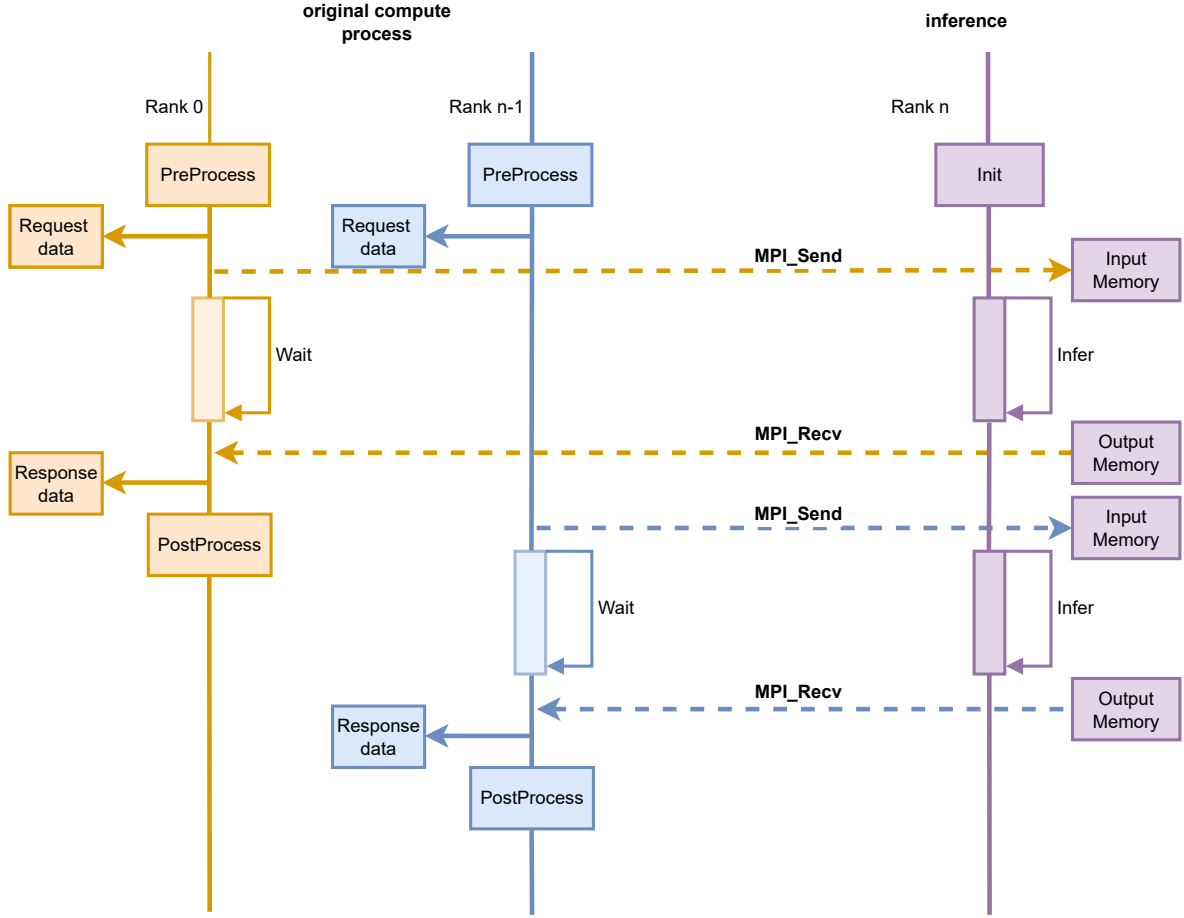 original compute
process
inference
Rank 0
Rank n-1
Rank n
PreProcess
PreProcess
Init
Request
data
Request
data
MPI_Send
Input
Memory
Wait
Infer
MPI_Recv
Output
Memory
Response
data
MPI_Send
Input
Memory
PostProcess
Wait
Infer
MPI_Recv
Output
Memory
Response
data
PostProcess